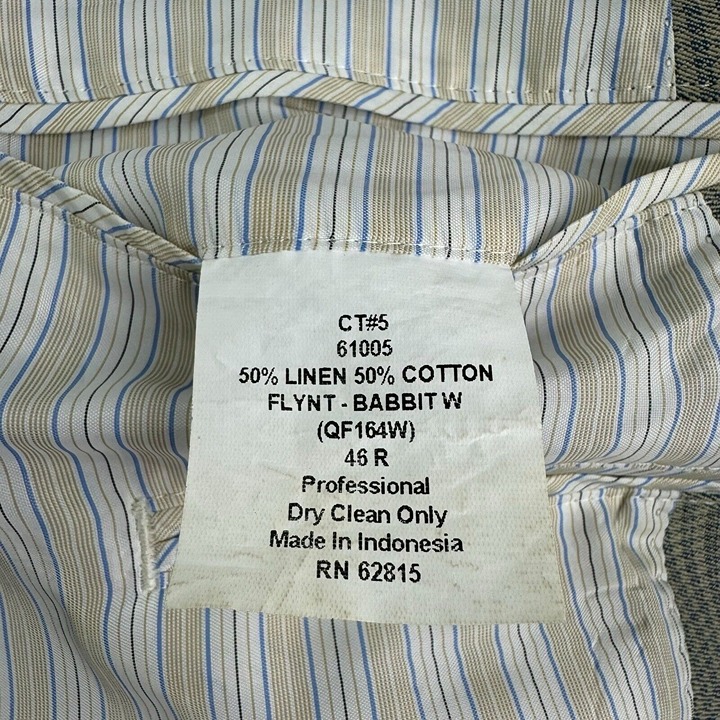 CT#5
61005
50% LINEN 50% COTTON
FLYNT - BABBIT W
(QF164W)
46 R
Professional
Dry Clean Only
Made In Indonesia
RN 62815